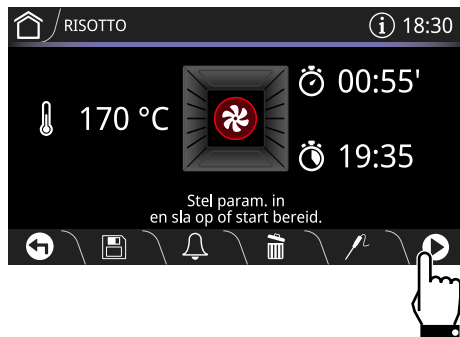 RISOTTO
18:30
170 °C
00:55'
19:35
Stel param. in
en sla op of start bereid.